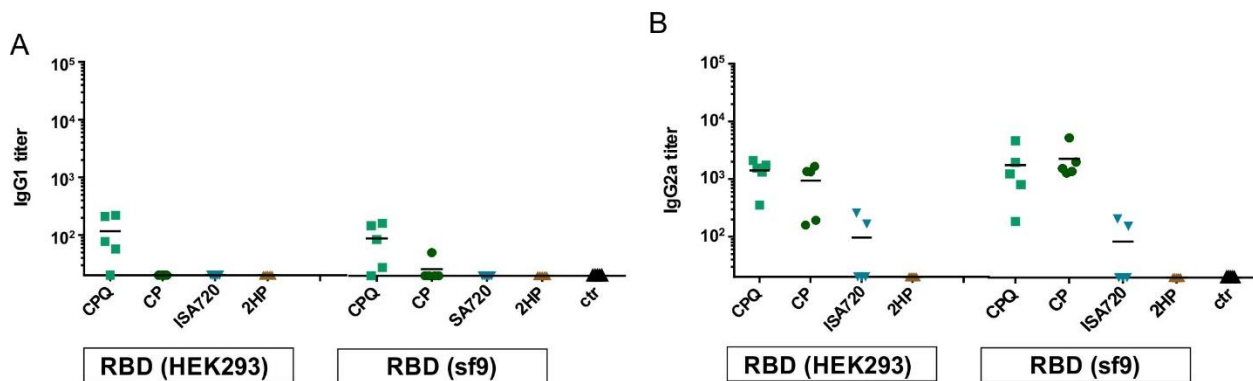 A
IgG1 titer
10⁵
10⁴
10³
10²
CPQ CP ISA720 2HP CPQ CP SA720 2HP ctr
RBD (HEK293) RBD (sf9)
B
IgG2a titer
10⁵
10⁴
10³
10²
CPQ CP ISA720 2HP CPQ CP ISA720 2HP ctr
RBD (HEK293) RBD (sf9)